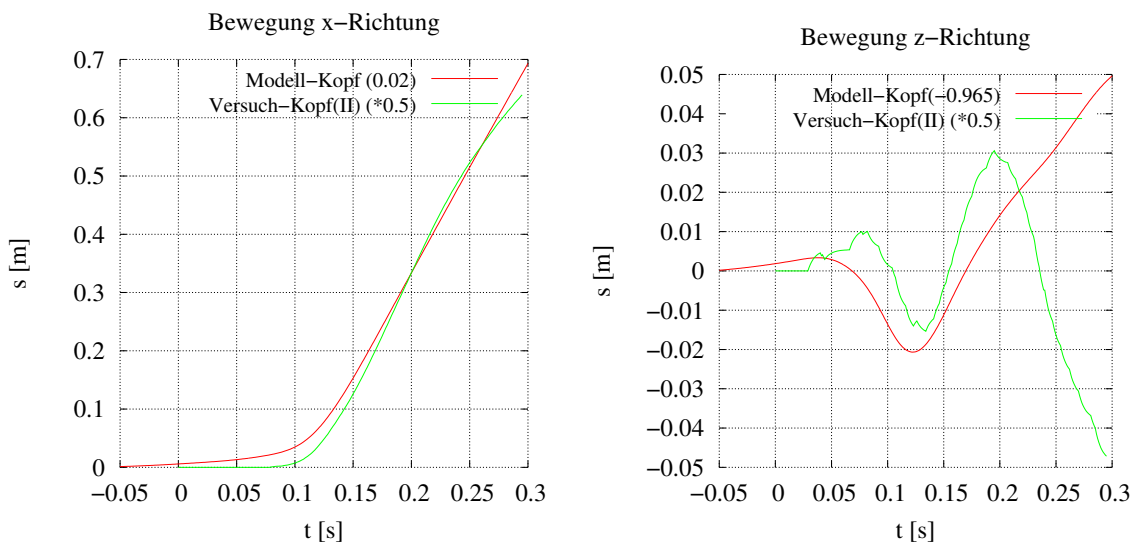 Bewegung x−Richtung
0.7
0.6
0.5
0.4
0.3
0.2
0.1
0
s [m]
Modell−Kopf (0.02)
Versuch−Kopf(II) (*0.5)
−0.05 0 0.05 0.1 0.15 0.2 0.25 0.3
t [s]
Bewegung z−Richtung
0.05
0.04
0.03
0.02
0.01
0
−0.01
−0.02
−0.03
−0.04
−0.05
s [m]
Modell−Kopf(−0.965)
Versuch−Kopf(II) (*0.5)
−0.05 0 0.05 0.1 0.15 0.2 0.25 0.3
t [s]